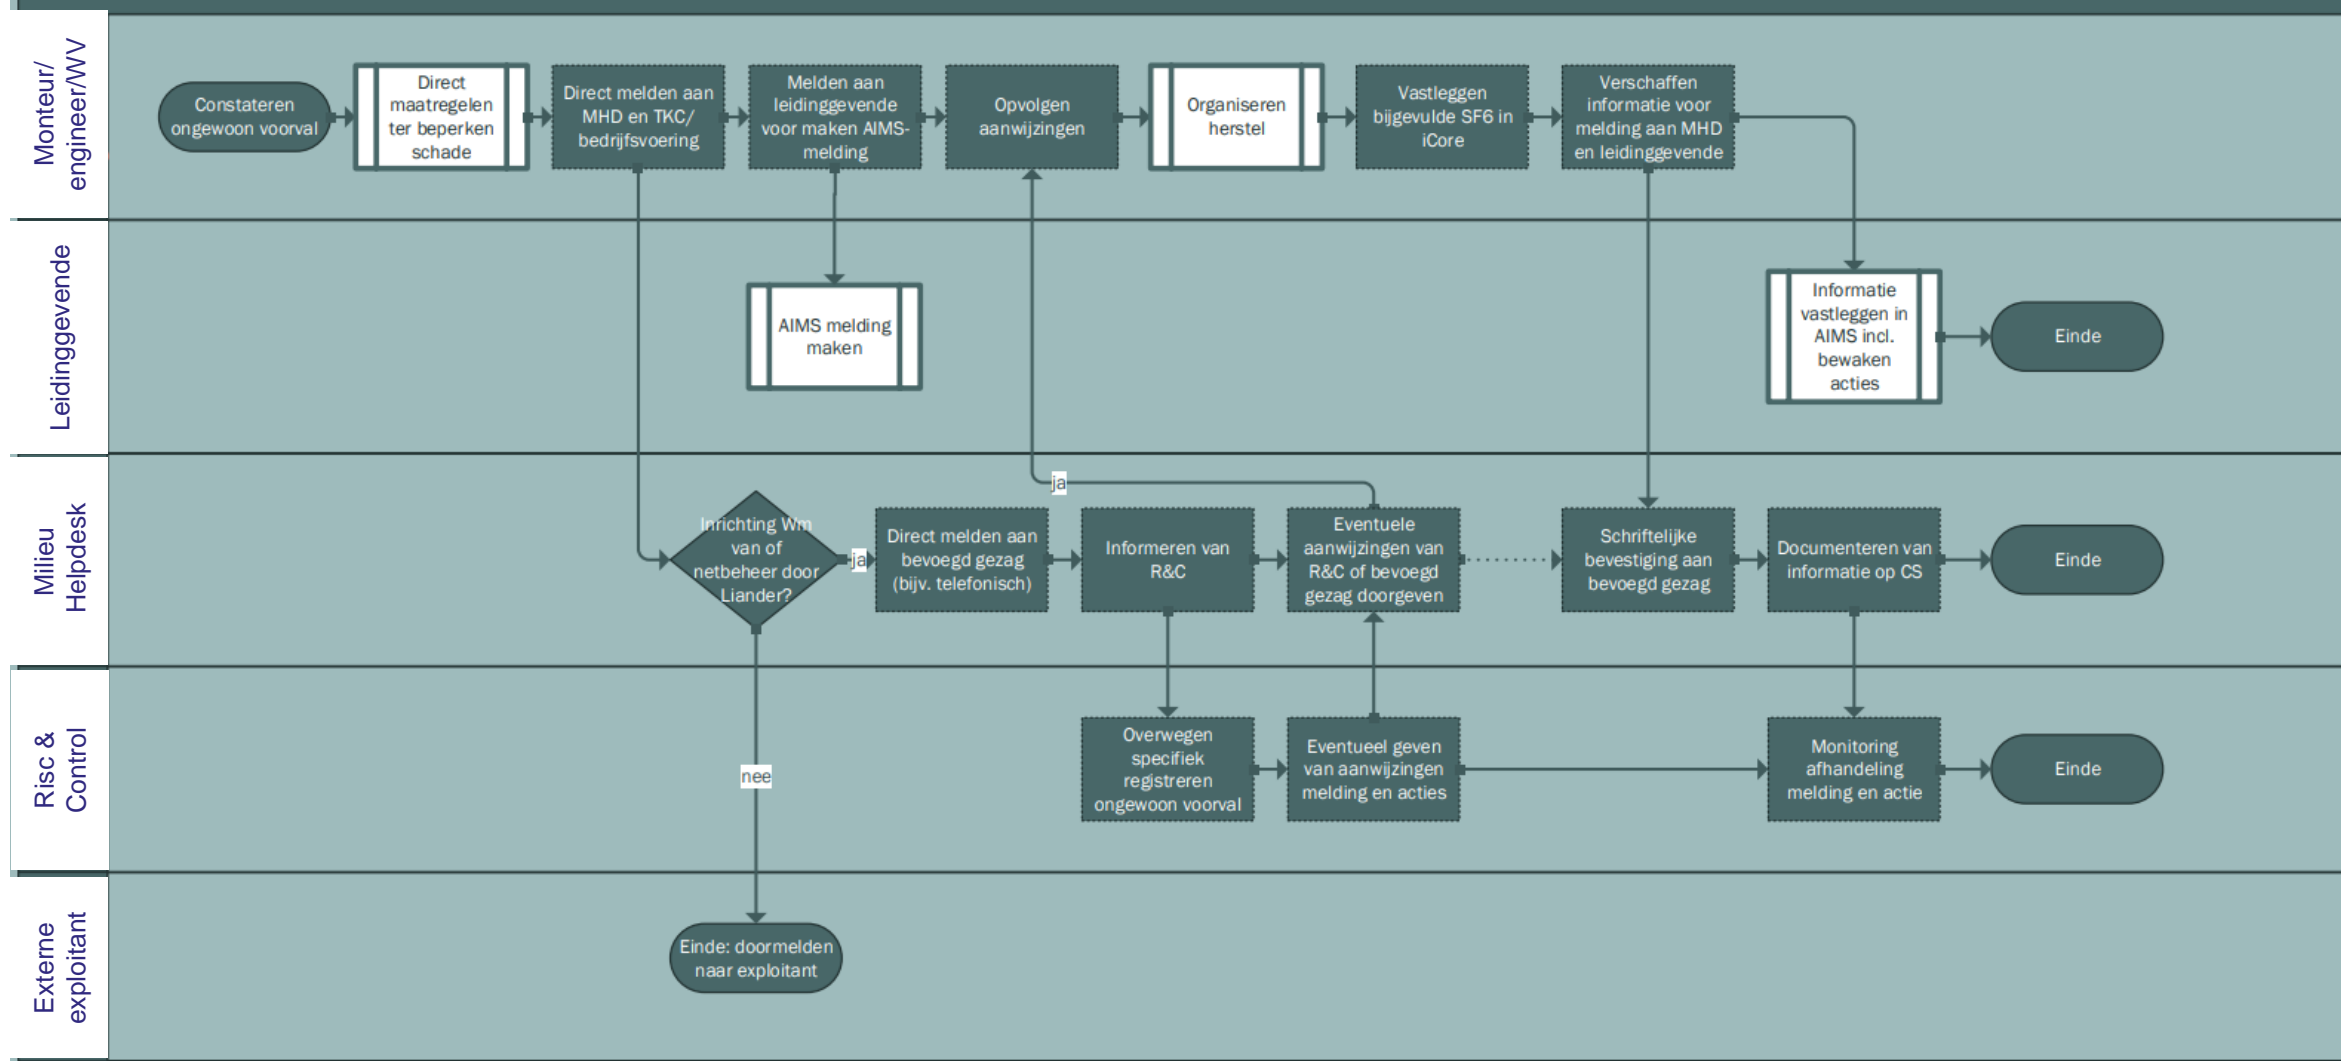 Monteur/
engineer/WV
Constateren
ongewoon voorval
Direct
maatregelen
ter beperken
schade
Direct melden aan
MHD en TKC/
bedrijfsvoering
Melden aan
leidinggevende
voor maken AIMS-
melding
Opvolgen
aanwijzingen
Organiseren
herstel
Vastleggen
bijgevulde SF6 in
iCore
Verschaffen
informatie voor
melding aan MHD
en leidinggevende
Leidinggevende
AIMS melding
maken
Informatie
vastleggen in
AIMS incl.
bewaken
acties
Einde
Milieu
Helpdesk
Inrichting Wm
van of
netbeheer door
Liander?
ja
Direct melden aan
bevoegd gezag
(bijv. telefonisch)
Informeren van
R&C
ja
Eventuele
aanwijzingen van
R&C of bevoegd
gezag doorgeven
Schriftelijke
bevestiging aan
bevoegd gezag
Documenteren van
informatie op CS
Einde
Risc &
Control
nee
Overwegen
specifiek
registreren
ongewoon voorval
Eventueel geven
van aanwijzingen
melding en acties
Monitoring
afhandeling
melding en actie
Einde
Externe
exploitant
Einde: doormelden
naar exploitant